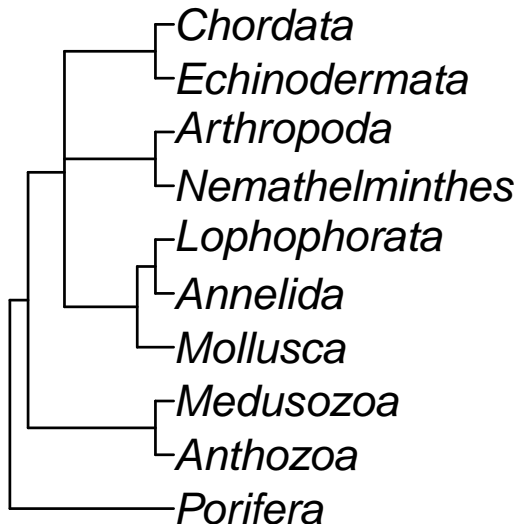 Chordata
Echinodermata
Arthropoda
Nemathelminthes
Lophophorata
Annelida
Mollusca
Medusozoa
Anthozoa
Porifera